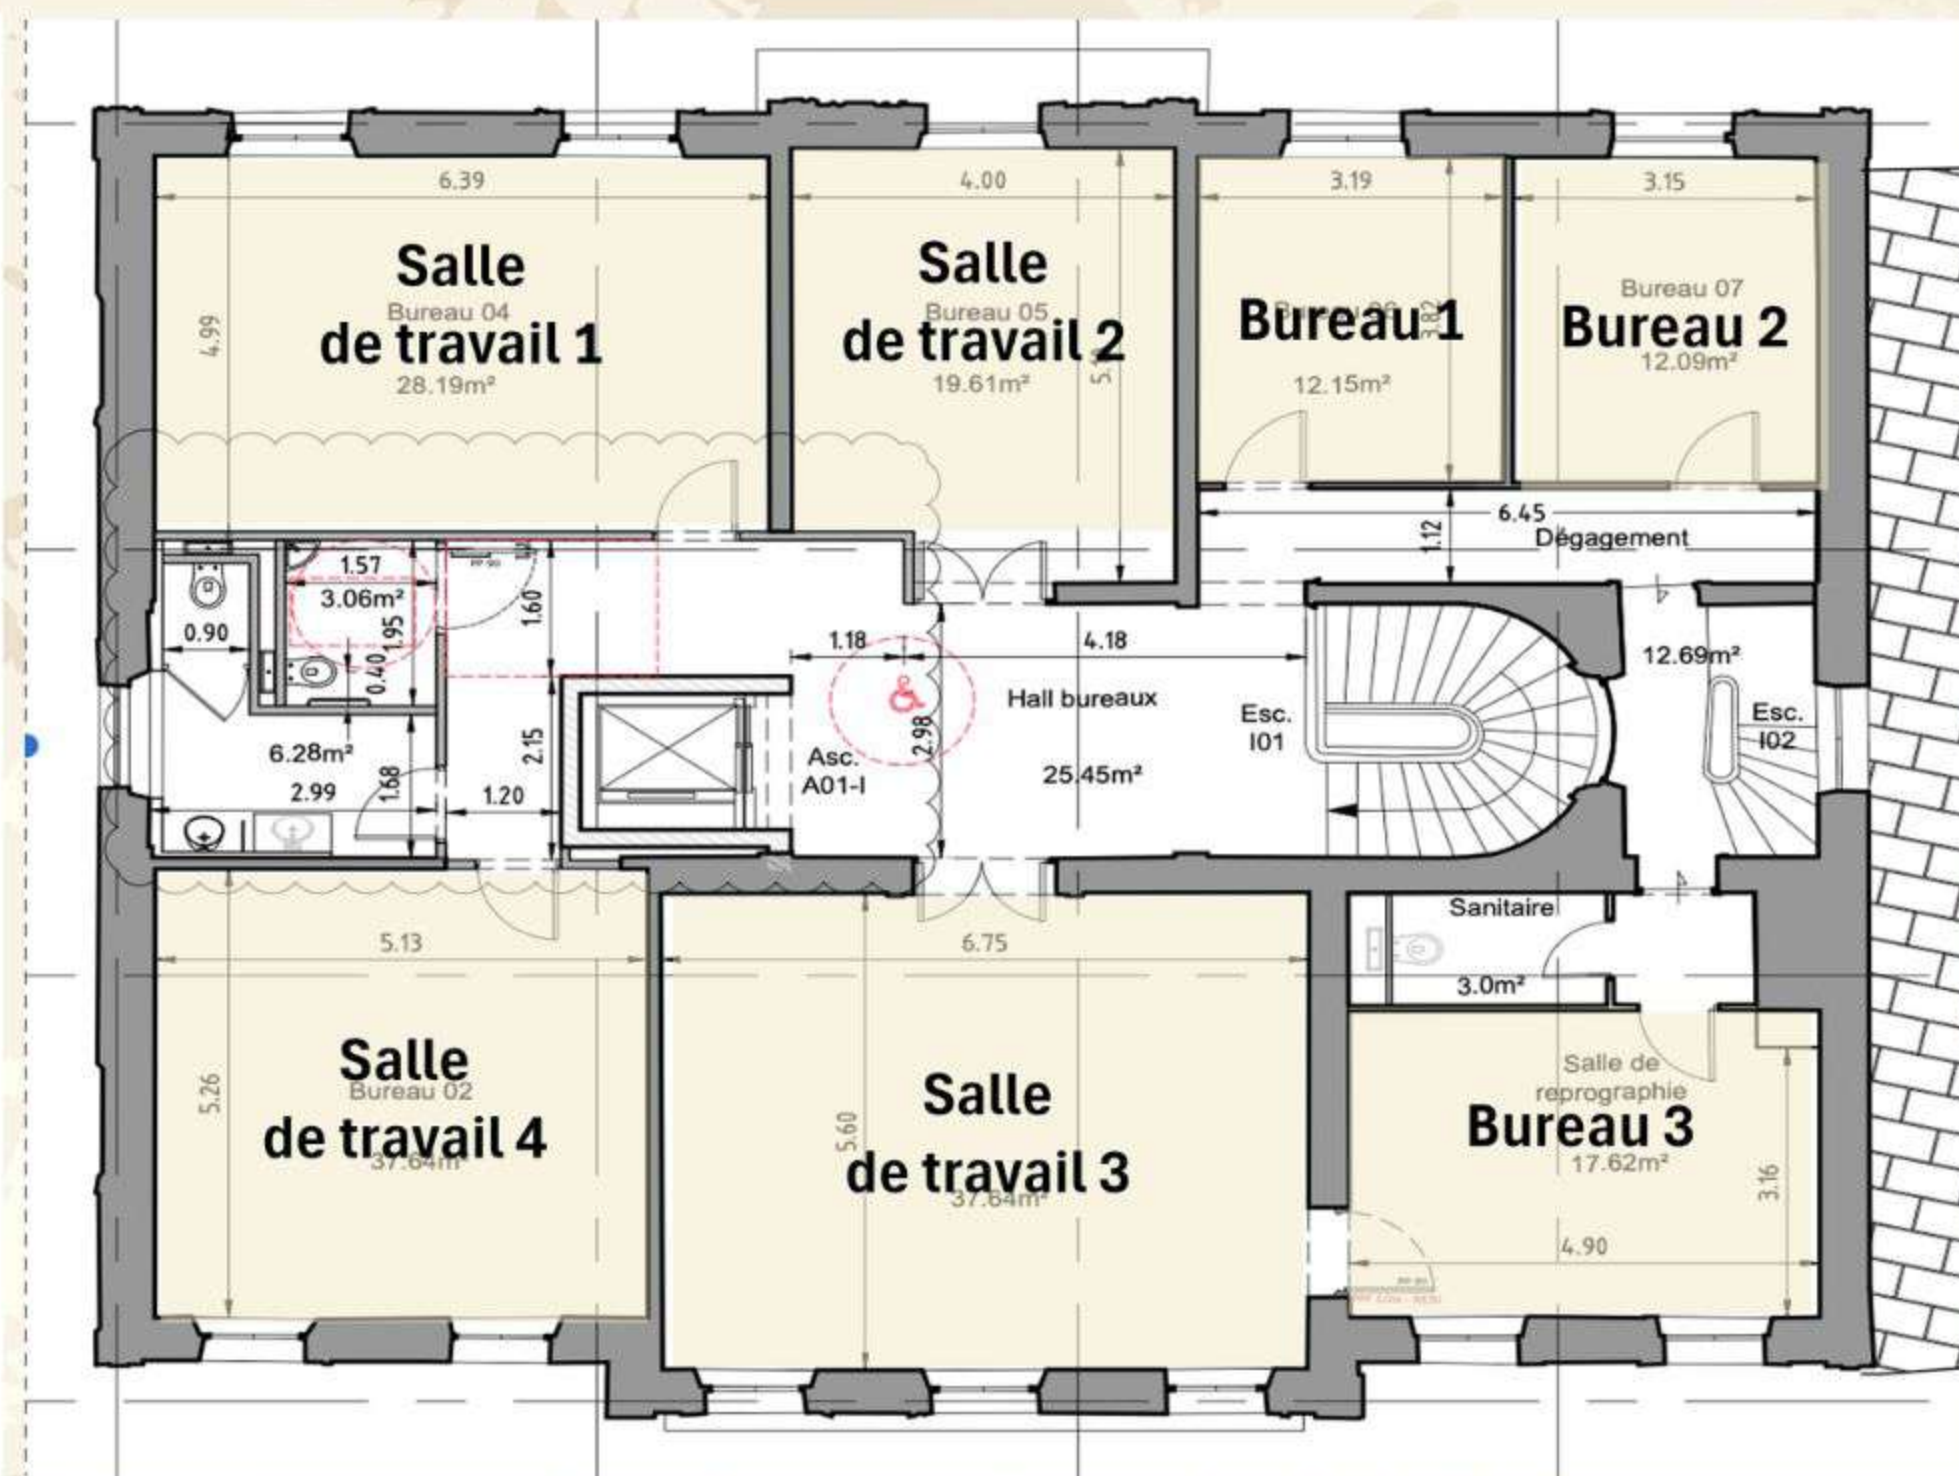 6.39
4.00
3.19
3.15
Salle
Bureau 04
de travail 1
28.19m²
4.99
Salle
Bureau 05
de travail 2
19.61m²
Bureau 1
12.15m²
3.82
Bureau 07
Bureau 2
12.09m²
6.45
1.12
Dégagement
1.57
3.06m²
1.95
0.40
0.90
PP 90
1.60
1.18
4.18
12.69m²
Hall bureaux
25.45m²
2.98
Esc.
I01
Esc.
I02
Asc.
A01-I
6.28m²
2.99
1.68
2.15
1.20
Sanitaire
3.0m²
5.13
6.75
Salle
Bureau 02
de travail 4
37.64m²
5.26
Salle
de travail 3
37.64m²
5.60
Salle de
reprographie
Bureau 3
17.62m²
3.16
4.90